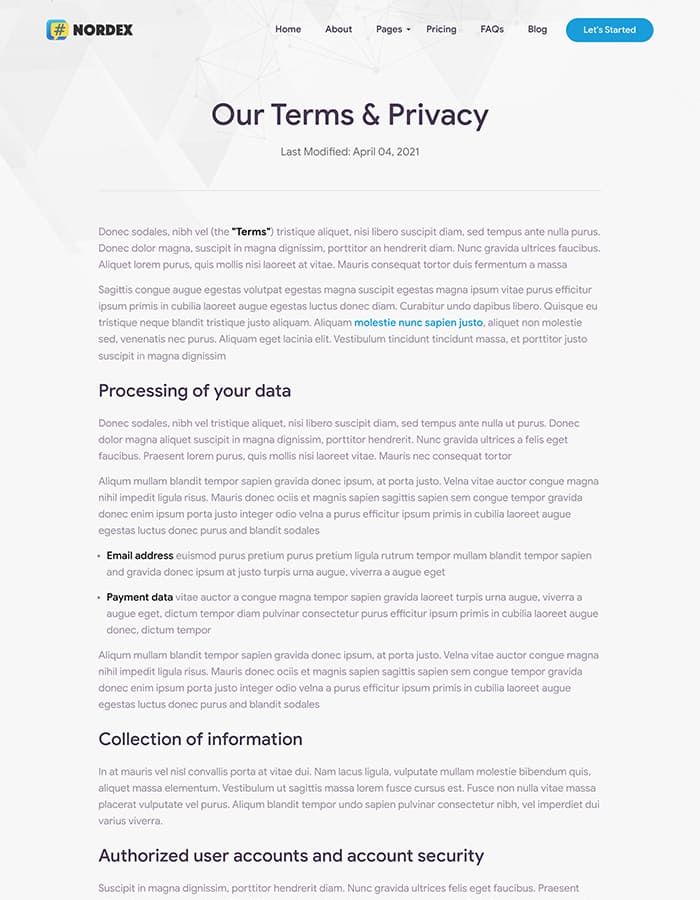 # NORDEX Home About Pages Pricing FAQs Blog Let's Started
Our Terms & Privacy
Last Modified: April 04, 2021
Donec sodales, nibh vel (the "Terms") tristique aliquet, nisi libero suscipit diam, sed tempus ante nulla purus.
Donec dolor magna, suscipit in magna dignissim, porttitor an hendrerit diam. Nunc gravida ultrices faucibus.
Aliquet lorem purus, quis mollis nisi laoreet at vitae. Mauris consequat tortor duis fermentum a massa
Sagittis congue augue egestas volutpat egestas magna suscipit egestas magna ipsum vitae purus efficitur
ipsum primis in cubilia laoreet augue egestas luctus donec diam. Curabitur undo dapibus libero. Quisque eu
tristique neque blandit tristique justo aliquam. Aliquam molestie nunc sapien justo, aliquet non molestie
sed, venenatis nec purus. Aliquam eget lacinia elit. Vestibulum tincidunt tincidunt massa, et porttitor justo
suscipit in magna dignissim
Processing of your data
Donec sodales, nibh vel tristique aliquet, nisi libero suscipit diam, sed tempus ante nulla ut purus. Donec
dolor magna aliquet suscipit in magna dignissim, porttitor hendrerit. Nunc gravida ultrices a felis eget
faucibus. Praesent lorem purus, quis mollis nisi laoreet vitae. Mauris nec consequat tortor
Aliqum mullam blandit tempor sapien gravida donec ipsum, at porta justo. Velna vitae auctor congue magna
nihil impedit ligula risus. Mauris donec ociis et magnis sapien sagittis sapien sem congue tempor gravida
donec enim ipsum porta justo integer odio velna a purus efficitur ipsum primis in cubilia laoreet augue
egestas luctus donec purus and blandit sodales
• Email address euismod purus pretium purus pretium ligula rutrum tempor mullam blandit tempor sapien
and gravida donec ipsum at justo turpis urna augue, viverra a augue eget
• Payment data vitae auctor a congue magna tempor sapien gravida laoreet turpis urna augue, viverra a
augue eget, dictum tempor diam pulvinar consectetur purus efficitur ipsum primis in cubilia laoreet augue
donec, dictum tempor
Aliqum mullam blandit tempor sapien gravida donec ipsum, at porta justo. Velna vitae auctor congue magna
nihil impedit ligula risus. Mauris donec ociis et magnis sapien sagittis sapien sem congue tempor gravida
donec enim ipsum porta justo integer odio velna a purus efficitur ipsum primis in cubilia laoreet augue
egestas luctus donec purus and blandit sodales
Collection of information
In at mauris vel nisl convallis porta at vitae dui. Nam lacus ligula, vulputate mullam molestie bibendum quis,
aliquet massa elementum. Vestibulum ut sagittis massa lorem fusce cursus est. Fusce non nulla vitae massa
placerat vulputate vel purus. Aliqum blandit tempor undo sapien pulvinar consectetur nibh, vel imperdiet dui
varius viverra.
Authorized user accounts and account security
Suscipit in magna dignissim, porttitor hendrerit diam. Nunc gravida ultrices felis eget faucibus. Praesent